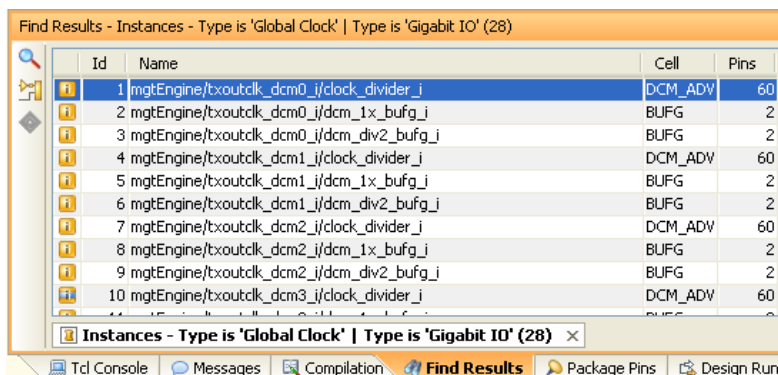 Find Results - Instances - Type is 'Global Clock' | Type is 'Gigabit IO' (28)
Id Name Cell Pins
1 mgtEngine/txoutclk_dcm0_i/clock_divider_i DCM_ADV 60
2 mgtEngine/txoutclk_dcm0_i/dcm_1x_bufg_i BUFG 2
3 mgtEngine/txoutclk_dcm0_i/dcm_div2_bufg_i BUFG 2
4 mgtEngine/txoutclk_dcm1_i/clock_divider_i DCM_ADV 60
5 mgtEngine/txoutclk_dcm1_i/dcm_1x_bufg_i BUFG 2
6 mgtEngine/txoutclk_dcm1_i/dcm_div2_bufg_i BUFG 2
7 mgtEngine/txoutclk_dcm2_i/clock_divider_i DCM_ADV 60
8 mgtEngine/txoutclk_dcm2_i/dcm_1x_bufg_i BUFG 2
9 mgtEngine/txoutclk_dcm2_i/dcm_div2_bufg_i BUFG 2
10 mgtEngine/txoutclk_dcm3_i/clock_divider_i DCM_ADV 60
Instances - Type is 'Global Clock' | Type is 'Gigabit IO' (28)
Tcl Console Messages Compilation Find Results Package Pins Design Run